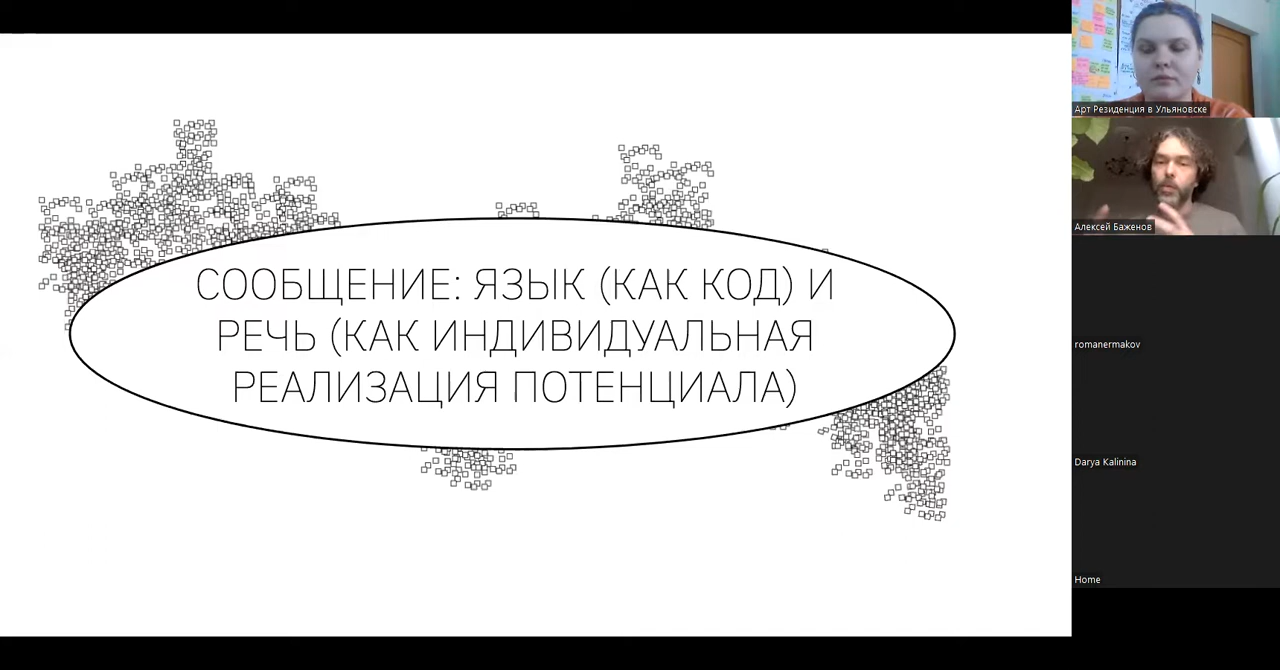 СООБЩЕНИЕ: ЯЗЫК (КАК КОД) И
РЕЧЬ (КАК ИНДИВИДУАЛЬНАЯ
РЕАЛИЗАЦИЯ ПОТЕНЦИАЛА)
Арт Резиденция в Ульяновске
Алексей Баженов
romanermakov
Darya Kalinina
Home